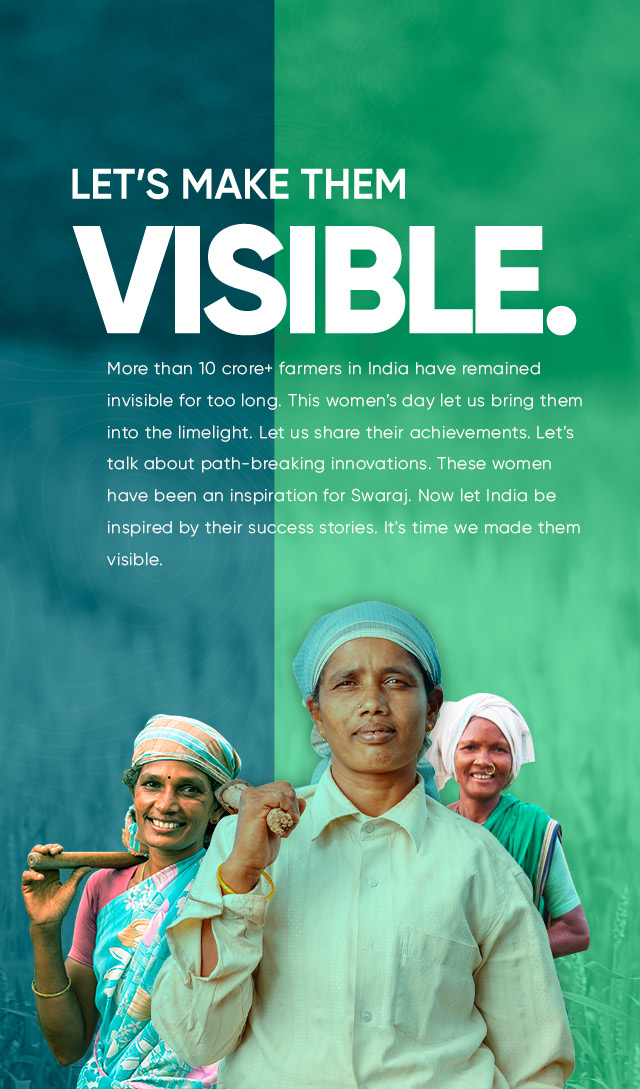 LET’S MAKE THEM
VISIBLE.
More than 10 crore+ farmers in India have remained
invisible for too long. This women’s day let us bring them
into the limelight. Let us share their achievements. Let’s
talk about path-breaking innovations. These women
have been an inspiration for Swaraj. Now let India be
inspired by their success stories. It's time we made them
visible.